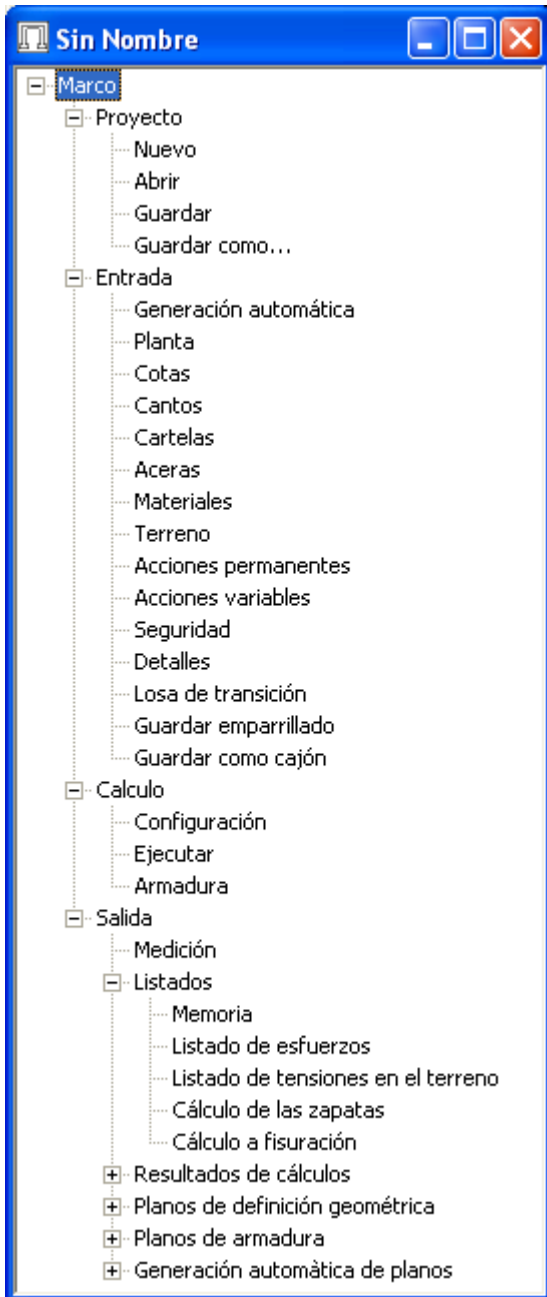 Sin Nombre
Marco
Proyecto
Nuevo
Abrir
Guardar
Guardar como...
Entrada
Generación automática
Planta
Cotas
Cantos
Cartelas
Aceras
Materiales
Terreno
Acciones permanentes
Acciones variables
Seguridad
Detalles
Losa de transición
Guardar emparrillado
Guardar como cajón
Calculo
Configuración
Ejecutar
Armadura
Salida
Medición
Listados
Memoria
Listado de esfuerzos
Listado de tensiones en el terreno
Cálculo de las zapatas
Cálculo a fisuración
Resultados de cálculos
Planos de definición geométrica
Planos de armadura
Generación automàtica de planos